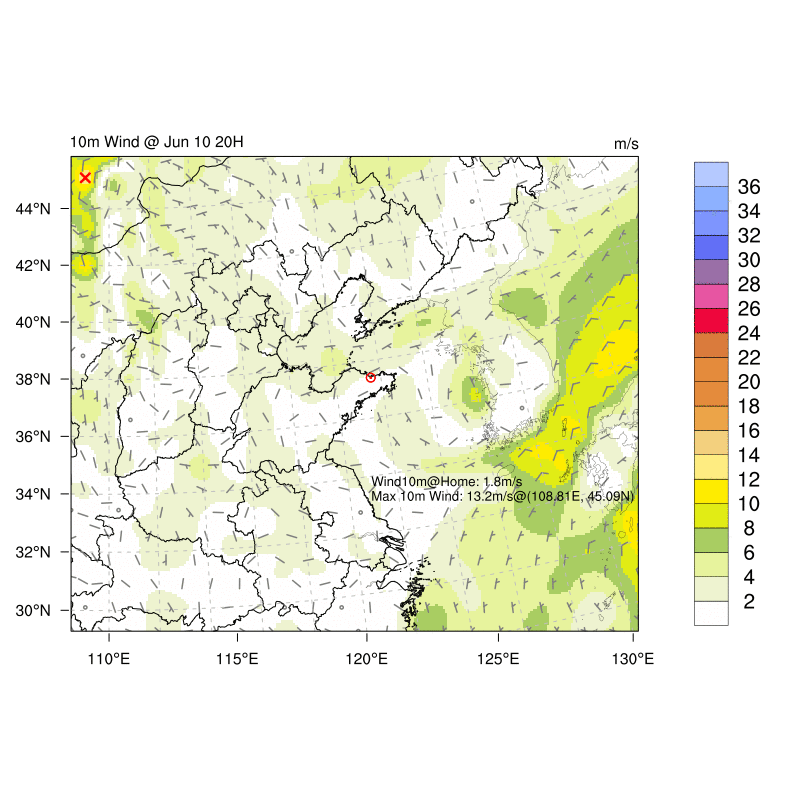 10m Wind @ Jun 10 20H
m/s
44°N
42°N
40°N
38°N
36°N
34°N
32°N
30°N
110°E
115°E
120°E
125°E
130°E
Wind10m@Home: 1.8m/s
Max 10m Wind: 13.2m/s@(108.81E, 45.09N)
36
34
32
30
28
26
24
22
20
18
16
14
12
10
8
6
4
2